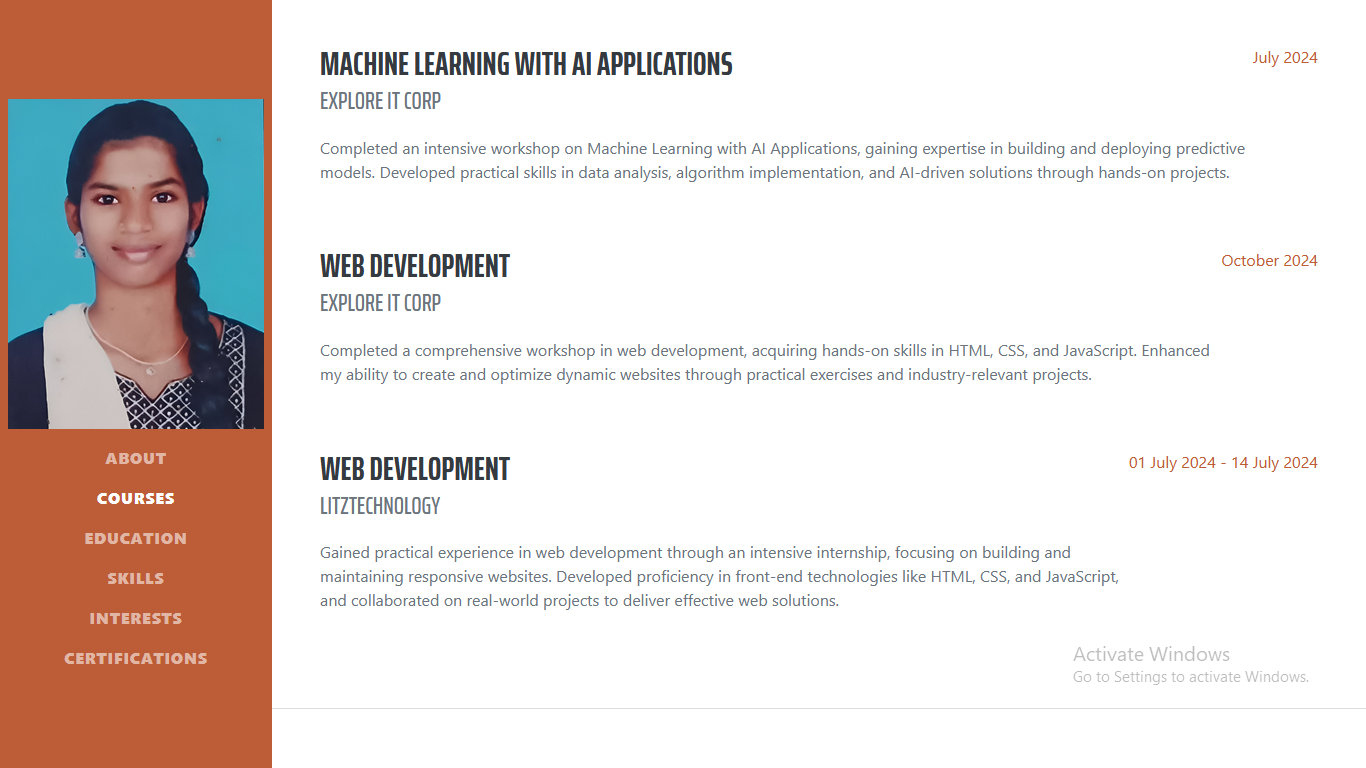 ABOUT
COURSES
EDUCATION
SKILLS
INTERESTS
CERTIFICATIONS
MACHINE LEARNING WITH AI APPLICATIONS
July 2024
EXPLORE IT CORP
Completed an intensive workshop on Machine Learning with AI Applications, gaining expertise in building and deploying predictive
models. Developed practical skills in data analysis, algorithm implementation, and AI-driven solutions through hands-on projects.
WEB DEVELOPMENT
October 2024
EXPLORE IT CORP
Completed a comprehensive workshop in web development, acquiring hands-on skills in HTML, CSS, and JavaScript. Enhanced
my ability to create and optimize dynamic websites through practical exercises and industry-relevant projects.
WEB DEVELOPMENT
01 July 2024 - 14 July 2024
LITZTECHNOLOGY
Gained practical experience in web development through an intensive internship, focusing on building and
maintaining responsive websites. Developed proficiency in front-end technologies like HTML, CSS, and JavaScript,
and collaborated on real-world projects to deliver effective web solutions.
Activate Windows
Go to Settings to activate Windows.